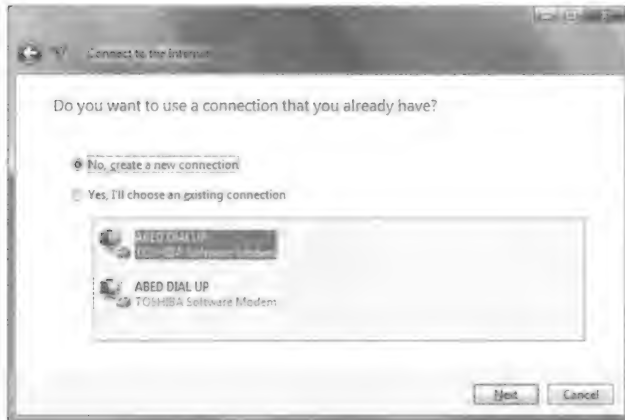 Connect to the Internet
Do you want to use a connection that you already have?
No, create a new connection
Yes, I'll choose an existing connection
ABED DIAL UP
TOSHIBA Software Modem
ABED DIAL UP
TOSHIBA Software Modem
Next
Cancel